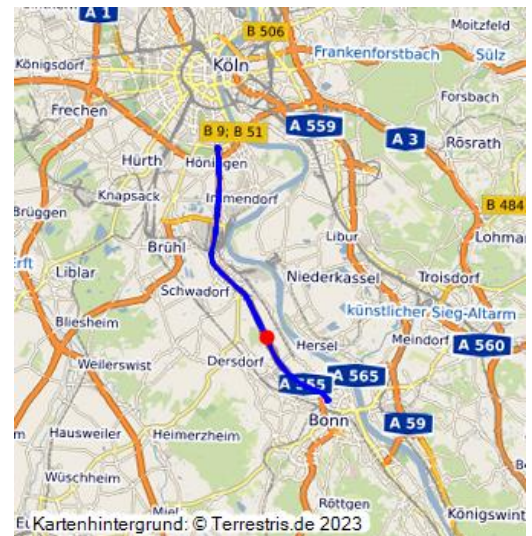 A 1
B 506
Moitzfeld
Köln
Königsdorf
Frankenforstbach
Sülz
Frechen
Forsbach
B 9; B 51
A 559
A 3
Rösrath
Hürth
Höningen
Knapsack
Immendorf
B 484
Brüggen
Libur
Lohmar
Brühl
Erft
Liblar
Niederkassel
Troisdorf
Schwadorf
künstlicher Sieg-Altarm
Bliesheim
Hersel
Meindorf
A 560
Weilerswist
Dersdorf
A 555
A 565
Bonn
A 59
Hausweiler
Heimerzheim
Wüschheim
Röttgen
Miel
Königswint
Kartenhintergrund: © Terrestris.de 2023